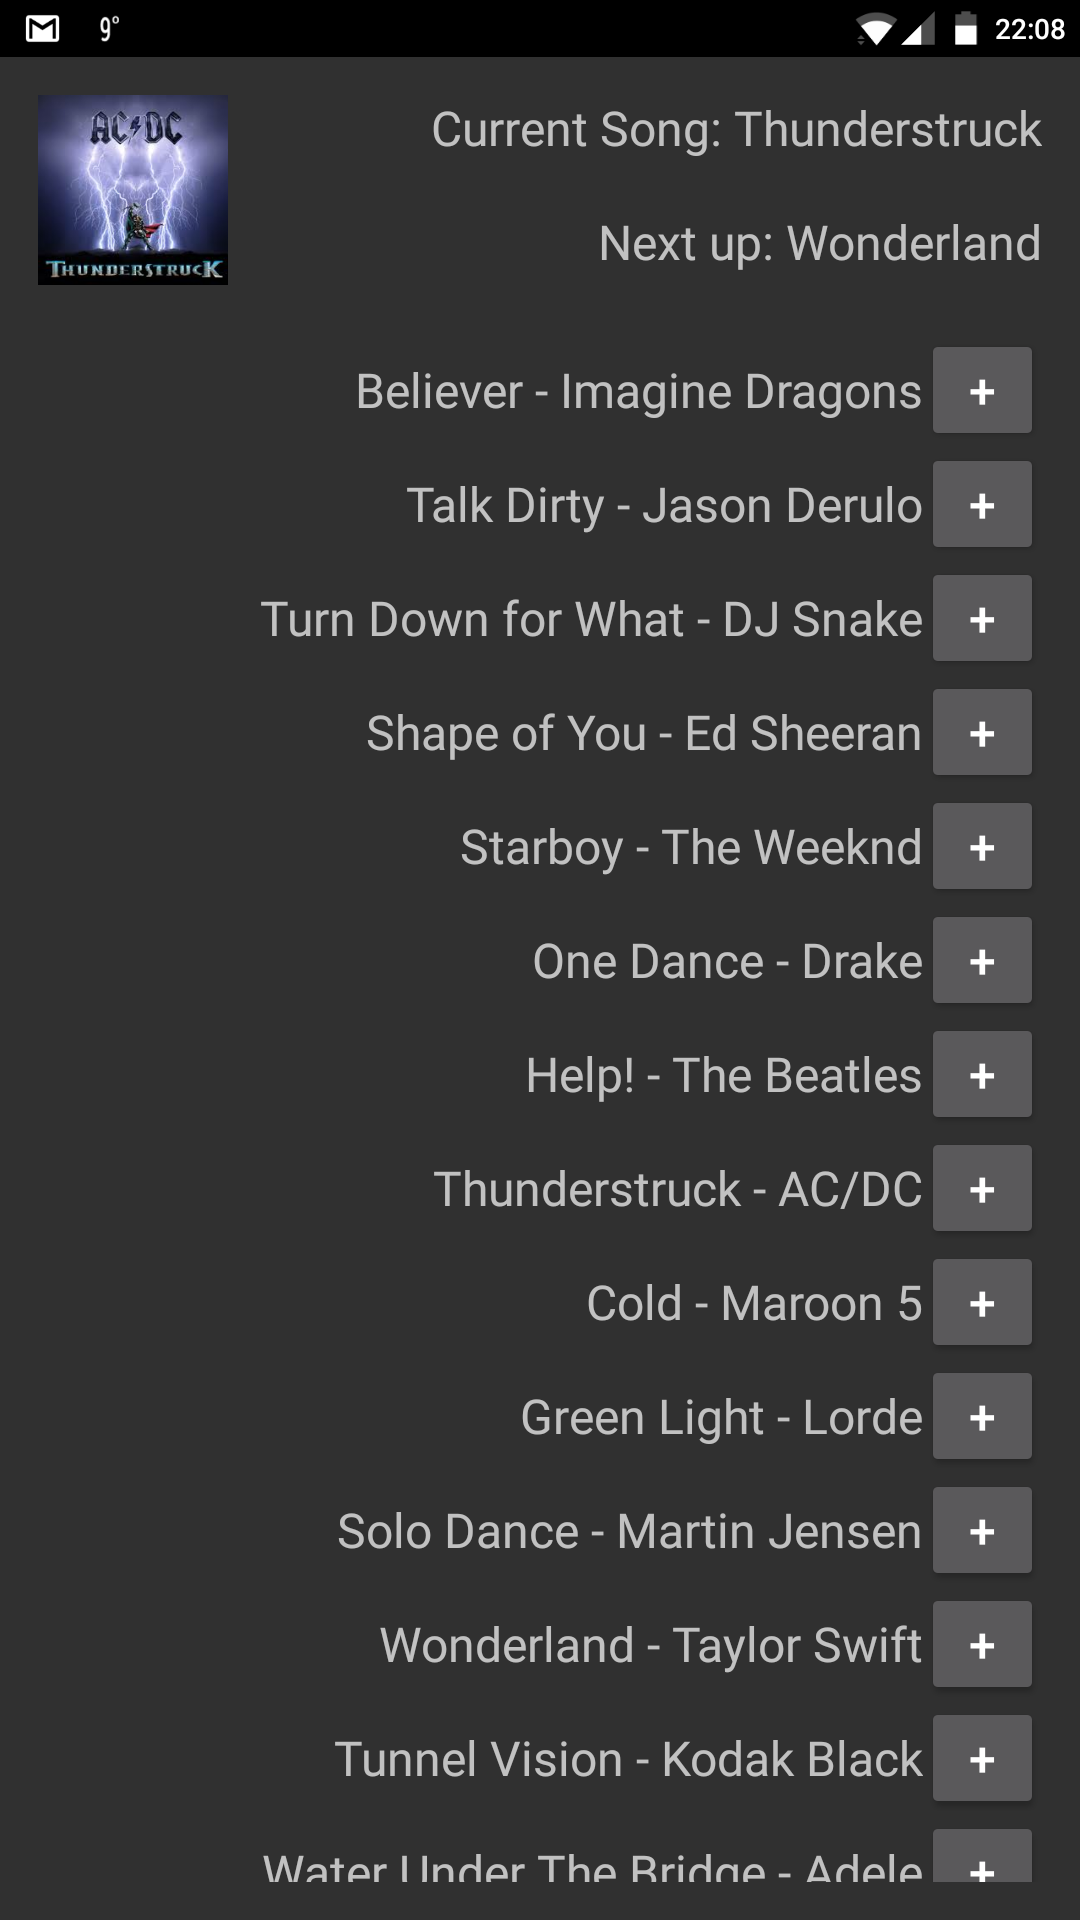 9°
22:08
AC DC
THUNDERSTRUCK
Current Song: Thunderstruck
Next up: Wonderland
Believer - Imagine Dragons +
Talk Dirty - Jason Derulo +
Turn Down for What - DJ Snake +
Shape of You - Ed Sheeran +
Starboy - The Weeknd +
One Dance - Drake +
Help! - The Beatles +
Thunderstruck - AC/DC +
Cold - Maroon 5 +
Green Light - Lorde +
Solo Dance - Martin Jensen +
Wonderland - Taylor Swift +
Tunnel Vision - Kodak Black +
Water Under The Bridge - Adele +